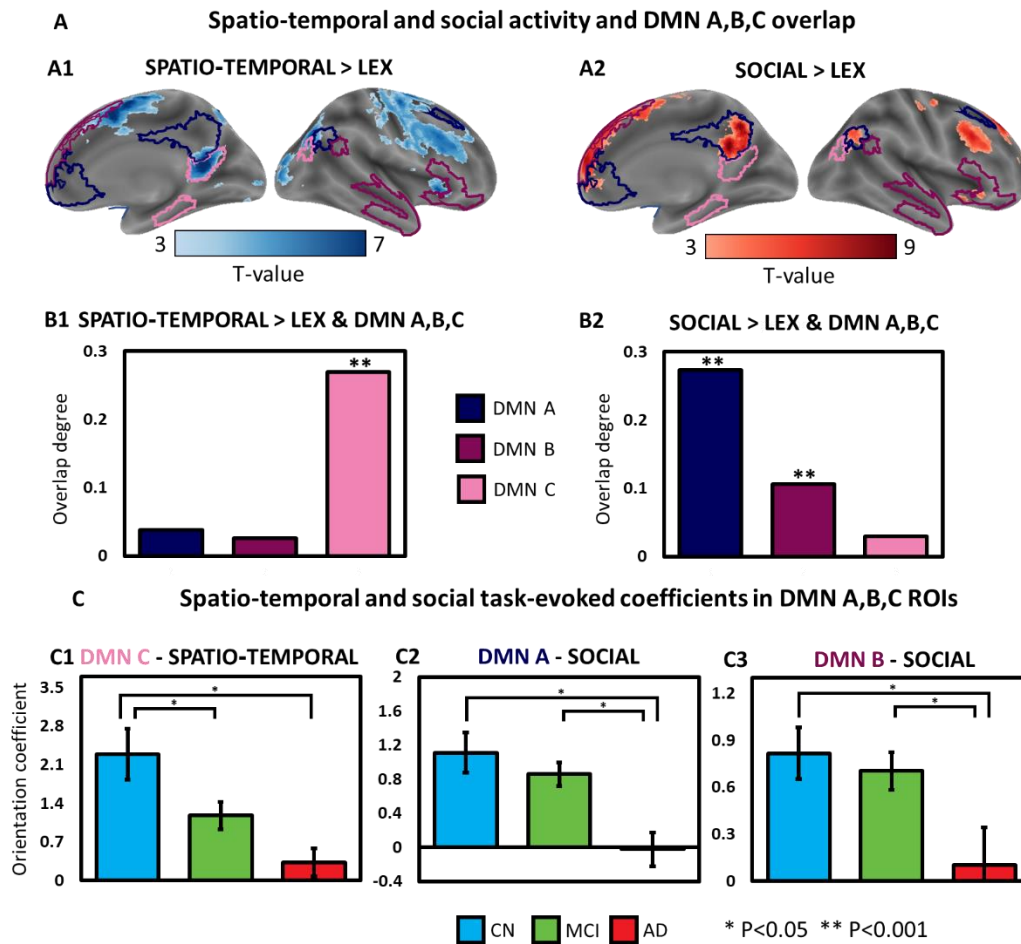 A Spatio-temporal and social activity and DMN A,B,C overlap
A1 SPATIO-TEMPORAL > LEX
A2 SOCIAL > LEX
3 7
T-value
3 9
T-value
B1 SPATIO-TEMPORAL > LEX & DMN A,B,C
B2 SOCIAL > LEX & DMN A,B,C
Overlap degree
0.3
0.2
0.1
0
**
DMN A
DMN B
DMN C
Overlap degree
0.3
0.2
0.1
0
**
**
C Spatio-temporal and social task-evoked coefficients in DMN A,B,C ROIs
C1 DMN C - SPATIO-TEMPORAL
Orientation coefficient
3.5
2.8
2.1
1.4
0.7
0
*
*
C2 DMN A - SOCIAL
2
1.6
1.2
0.8
0.4
0
-0.4
*
*
C3 DMN B - SOCIAL
1.2
0.9
0.6
0.3
0
*
*
CN MCI AD * P<0.05 ** P<0.001